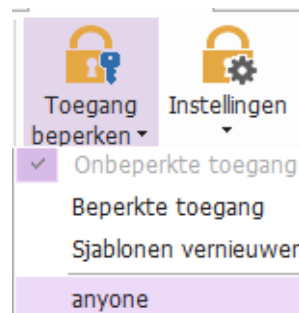 Toegang
beperken
Instellingen
Onbeperkte toegang
Beperkte toegang
Sjablonen vernieuwen
anyone